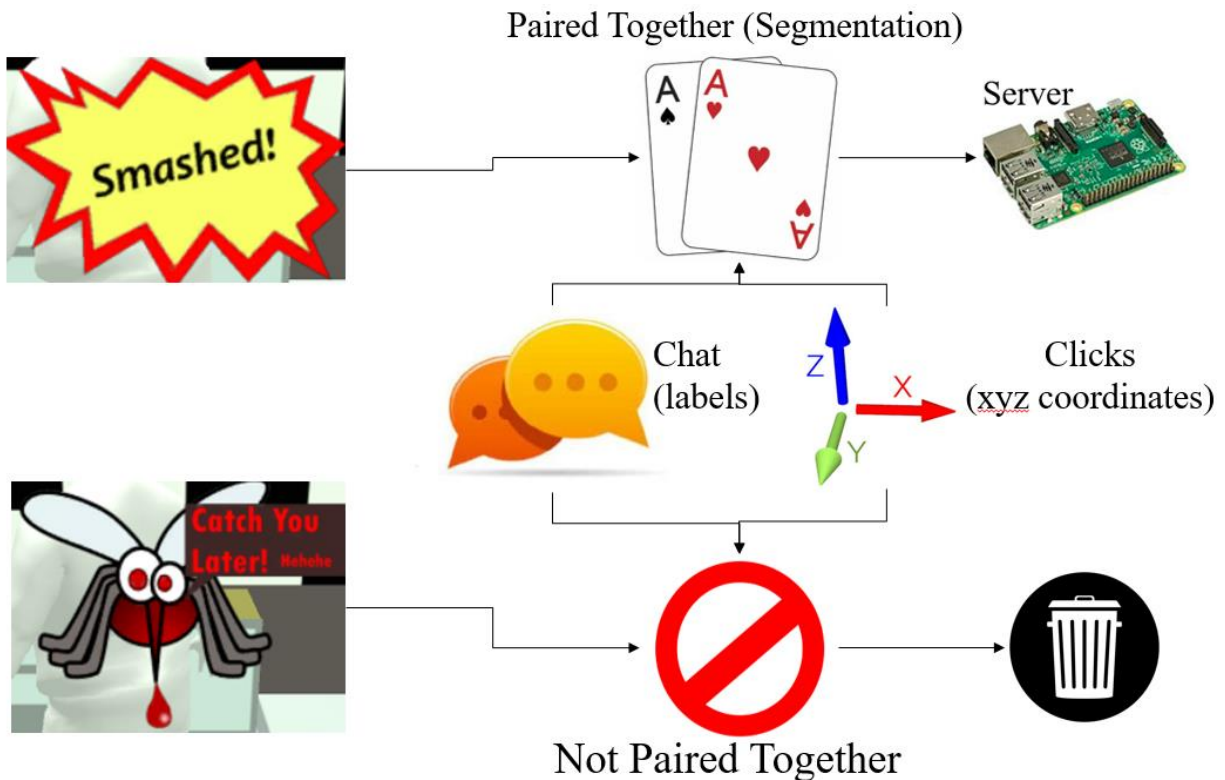 Paired Together (Segmentation)
Smashed!
A
A
A
Server
Chat
(labels)
Z
X
Y
Clicks
(xyz coordinates)
Catch You
Later! Hehehe
Not Paired Together